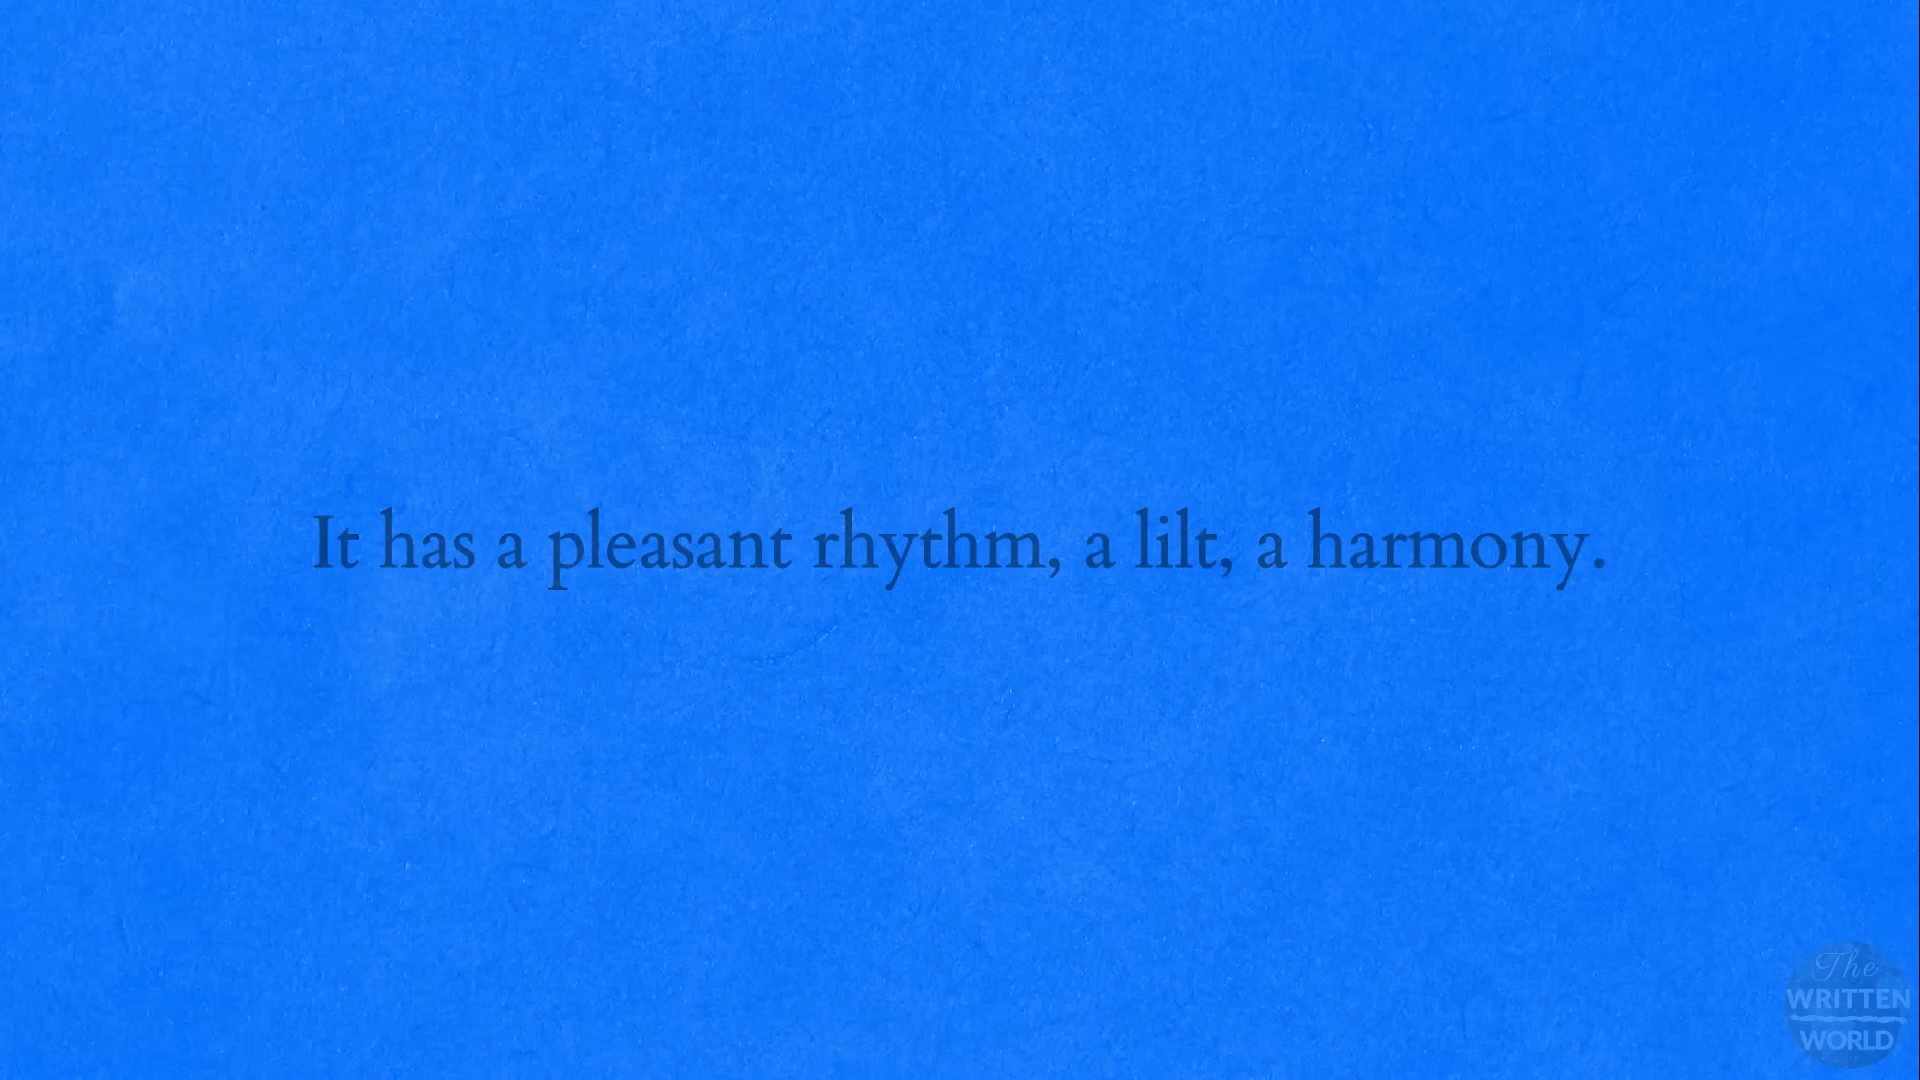 It has a pleasant rhythm, a lilt, a harmony.
The
WRITTEN
WORLD